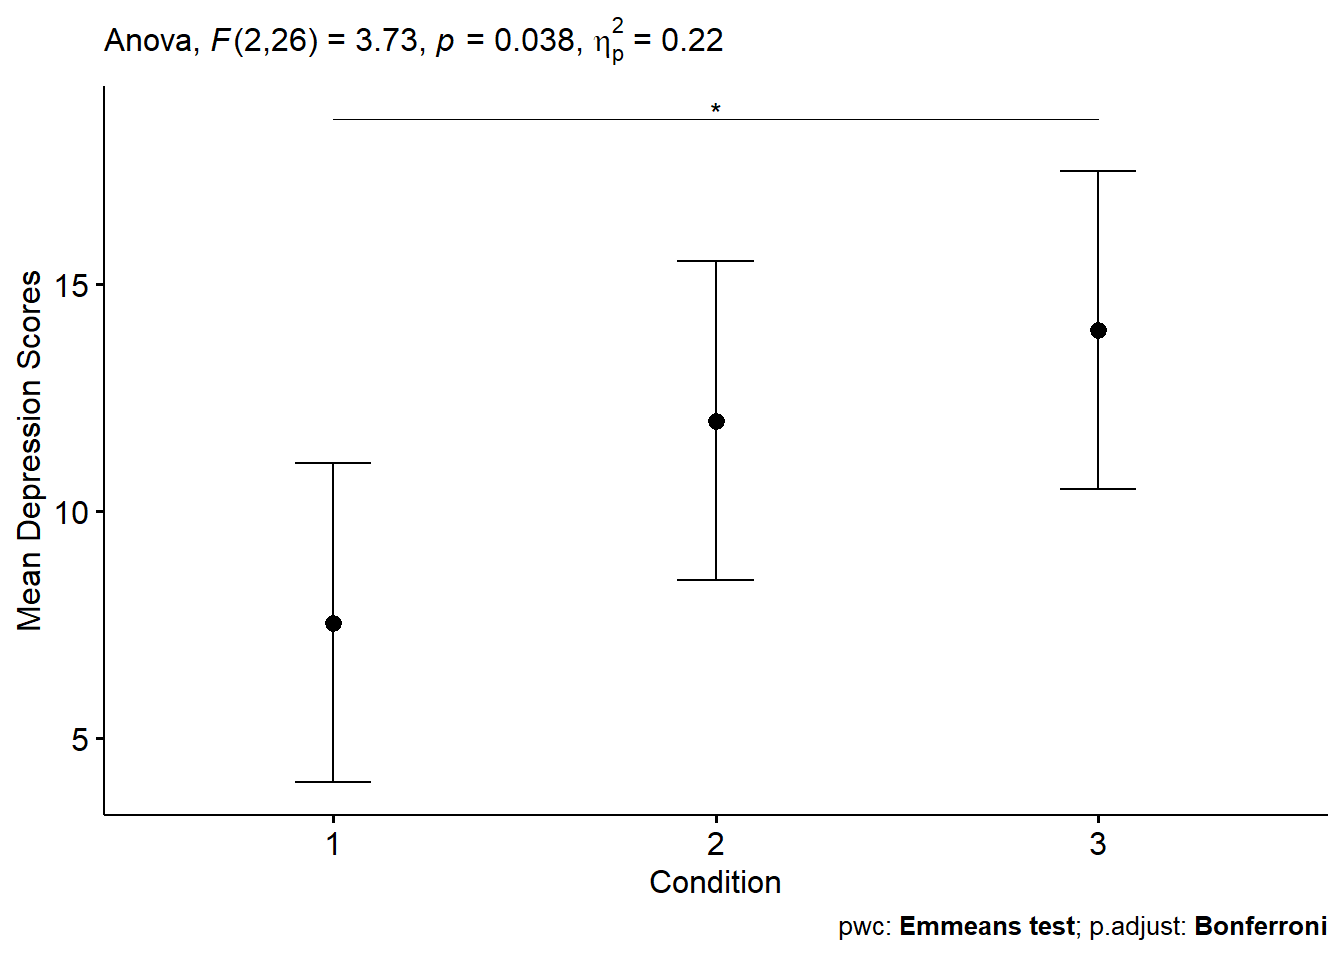 Anova, F(2,26) = 3.73, p = 0.038, η²ₚ = 0.22
*
Mean Depression Scores
15
10
5
1 2 3
Condition
pwc: Emmeans test; p.adjust: Bonferroni